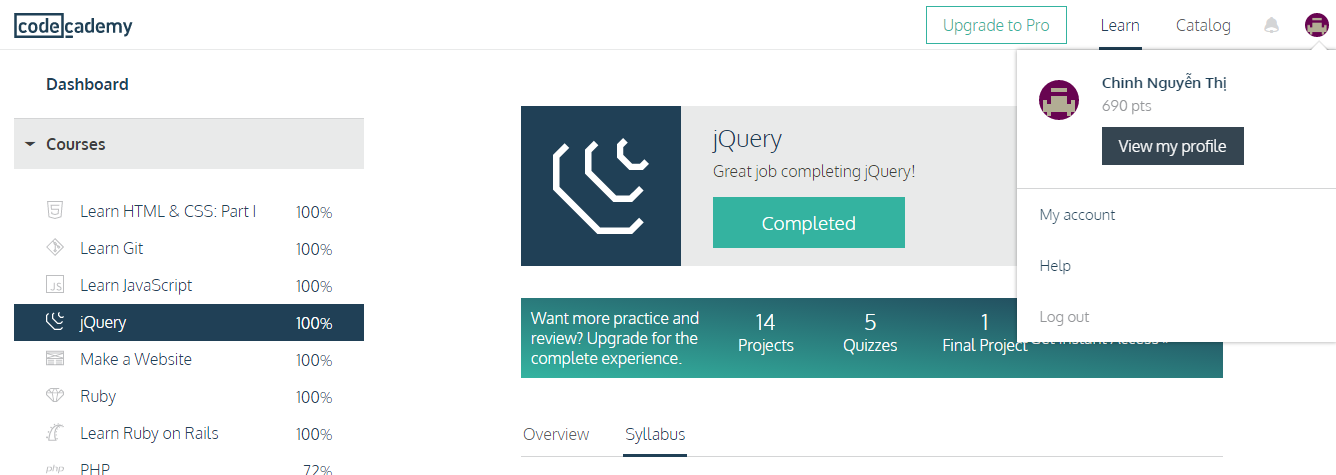 codecademy
Upgrade to Pro
Learn
Catalog
Dashboard
Courses
Learn HTML & CSS: Part I 100%
Learn Git 100%
JS Learn JavaScript 100%
jQuery 100%
Make a Website 100%
Ruby 100%
Learn Ruby on Rails 100%
php PHP 72%
jQuery
Great job completing jQuery!
Completed
Want more practice and
review? Upgrade for the
complete experience.
14
Projects
5
Quizzes
1
Final Project
Overview
Syllabus
Chinh Nguyễn Thị
690 pts
View my profile
My account
Help
Log out